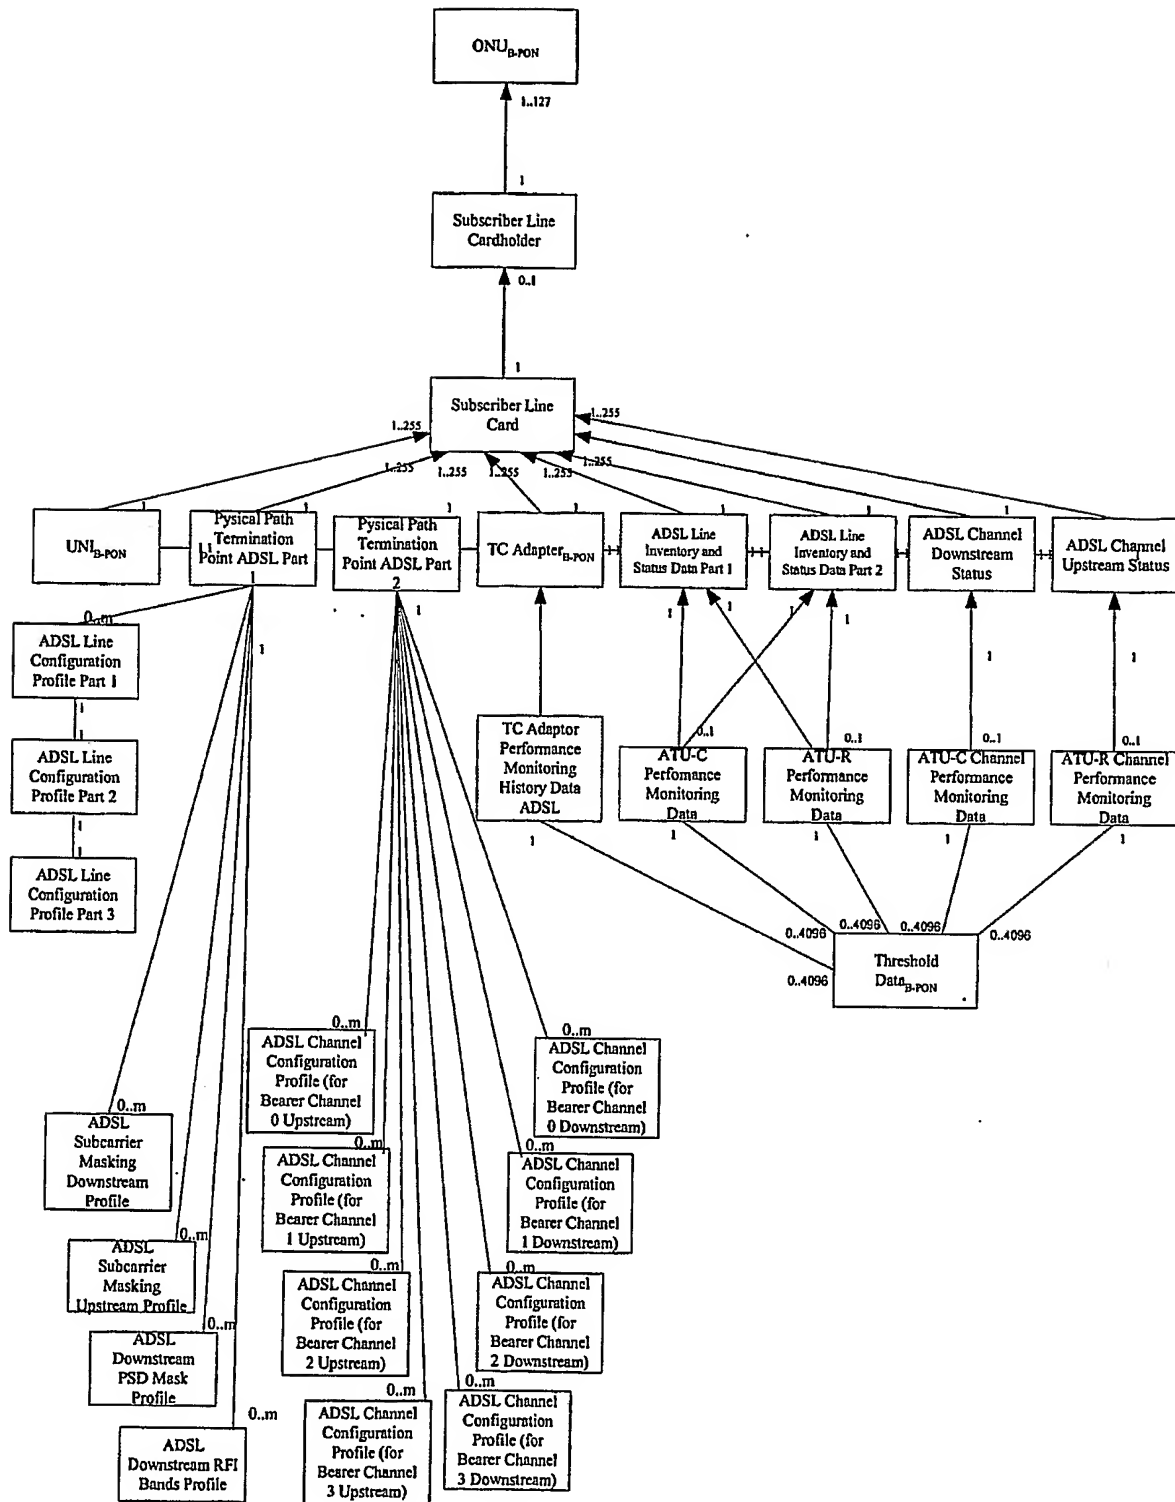 ONU B-PON
1..127
1
Subscriber Line
Cardholder
0..1
1
Subscriber Line
Card
1..255
1..255
1..255
1..255
1..255
1..255
1..255
1
1
1
1
1
1
1
UNI B-PON
1
1
Pysical Path
Termination
Point ADSL Part
1
Pysical Path
Termination
Point ADSL Part
2
TC Adapter B-PON
ADSL Line
Inventory and
Status Data Part 1
ADSL Line
Inventory and
Status Data Part 2
ADSL Channel
Downstream
Status
ADSL Channel
Upstream Status
0..m
1
1
1
1
1
1
1
1
ADSL Line
Configuration
Profile Part 1
1
1
ADSL Line
Configuration
Profile Part 2
1
1
ADSL Line
Configuration
Profile Part 3
TC Adaptor
Performance
Monitoring
History Data
ADSL
0..1
ATU-C
Perfomance
Monitoring
Data
0..1
ATU-R
Performance
Monitoring
Data
0..1
ATU-C Channel
Performance
Monitoring
Data
0..1
ATU-R Channel
Performance
Monitoring
Data
1
1
1
1
1
0..4096
0..4096
0..4096
0..4096
0..4096
Threshold
Data B-PON
0..m
ADSL Channel
Configuration
Profile (for
Bearer Channel
0 Upstream)
0..m
ADSL Channel
Configuration
Profile (for
Bearer Channel
0 Downstream)
0..m
ADSL
Subcarrier
Masking
Downstream
Profile
0..m
ADSL Channel
Configuration
Profile (for
Bearer Channel
1 Upstream)
0..m
ADSL Channel
Configuration
Profile (for
Bearer Channel
1 Downstream)
0..m
ADSL
Subcarrier
Masking
Upstream Profile
0..m
ADSL Channel
Configuration
Profile (for
Bearer Channel
2 Upstream)
0..m
ADSL Channel
Configuration
Profile (for
Bearer Channel
2 Downstream)
0..m
ADSL
Downstream
PSD Mask
Profile
0..m
ADSL Channel
Configuration
Profile (for
Bearer Channel
3 Upstream)
0..m
ADSL Channel
Configuration
Profile (for
Bearer Channel
3 Downstream)
0..m
ADSL
Downstream RFI
Bands Profile